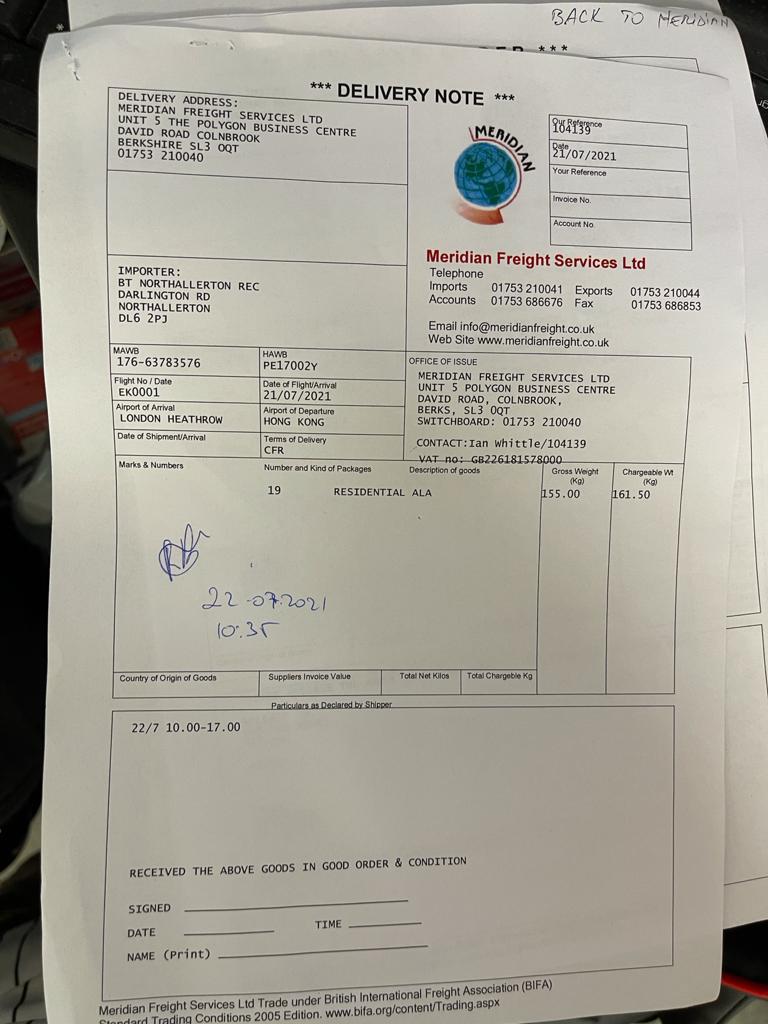 BACK TO MERIDIAN
***
*** DELIVERY NOTE ***
DELIVERY ADDRESS:
MERIDIAN FREIGHT SERVICES LTD
UNIT 5 THE POLYGON BUSINESS CENTRE
DAVID ROAD COLNBROOK
BERKSHIRE SL3 0QT
01753 210040
MERIDIAN
Our Reference
104139
Date
21/07/2021
Your Reference
Invoice No.
Account No.
Meridian Freight Services Ltd
Telephone
Imports 01753 210041 Exports 01753 210044
Accounts 01753 686676 Fax 01753 686853
Email info@meridianfreight.co.uk
Web Site www.meridianfreight.co.uk
IMPORTER:
BT NORTHALLERTON REC
DARLINGTON RD
NORTHALLERTON
DL6 2PJ
MAWB
176-63783576
HAWB
PE17002Y
Flight No / Date
EK0001
Date of Flight/Arrival
21/07/2021
Airport of Arrival
LONDON HEATHROW
Airport of Departure
HONG KONG
Date of Shipment/Arrival
Terms of Delivery
CFR
OFFICE OF ISSUE
MERIDIAN FREIGHT SERVICES LTD
UNIT 5 POLYGON BUSINESS CENTRE
DAVID ROAD, COLNBROOK,
BERKS, SL3 0QT
SWITCHBOARD: 01753 210040
CONTACT:Ian Whittle/104139
VAT no: GB226181578000
Marks & Numbers Number and Kind of Packages Description of goods Gross Weight (Kg) Chargeable Wt (Kg)
19 RESIDENTIAL ALA 155.00 161.50
22-07.2021
10:35
Country of Origin of Goods Suppliers Invoice Value Total Net Kilos Total Chargeable Kg
Particulars as Declared by Shipper
22/7 10.00-17.00
RECEIVED THE ABOVE GOODS IN GOOD ORDER & CONDITION
SIGNED
DATE TIME
NAME (Print)
Meridian Freight Services Ltd Trade under British International Freight Association (BIFA)
Standard Trading Conditions 2005 Edition. www.bifa.org/content/Trading.aspx